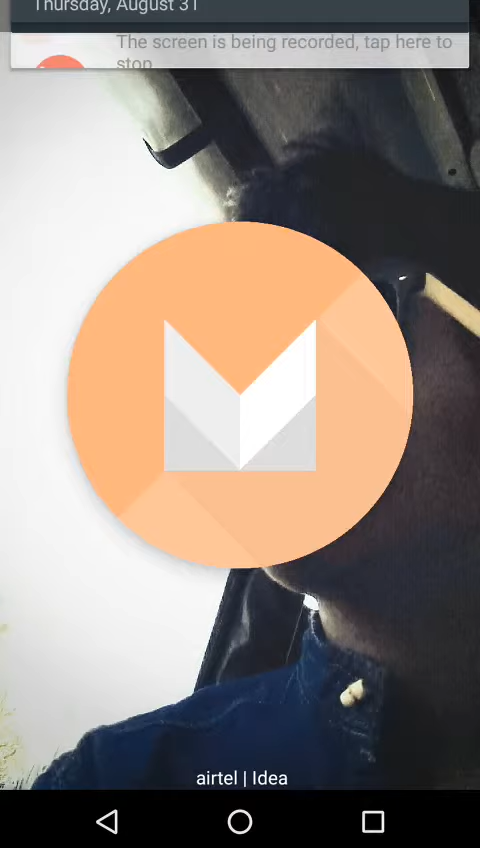 Thursday, August 31
The screen is being recorded, tap here to
stop
airtel | Idea